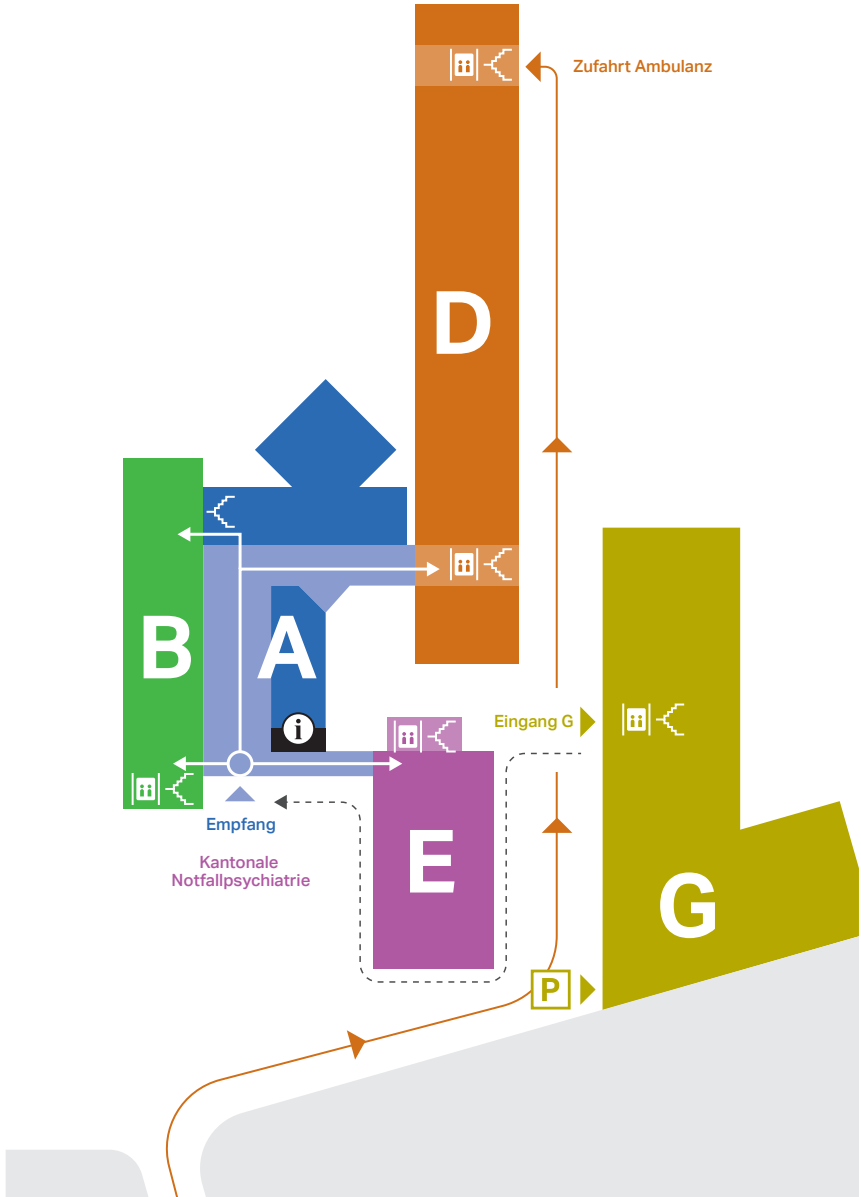 Zufahrt Ambulanz
D
B
A
i
Eingang G
Empfang
Kantonale
Notfallpsychiatrie
E
G
P